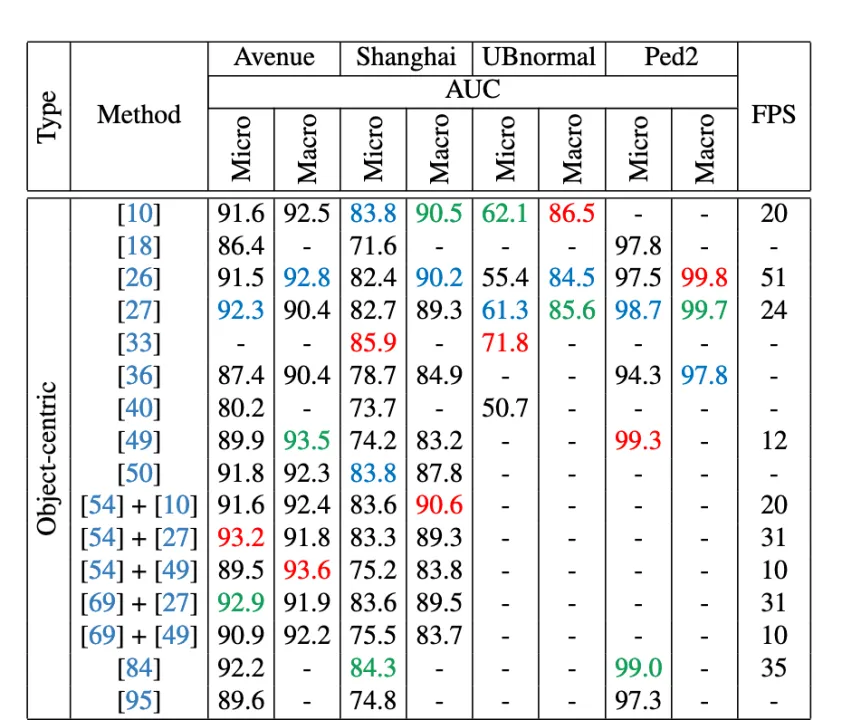 Type Method Avenue Shanghai UBnormal Ped2 FPS
AUC
Micro Macro Micro Macro Micro Macro Micro Macro
Object-centric
[10] 91.6 92.5 83.8 90.5 62.1 86.5 - - 20
[18] 86.4 - 71.6 - - - 97.8 - -
[26] 91.5 92.8 82.4 90.2 55.4 84.5 97.5 99.8 51
[27] 92.3 90.4 82.7 89.3 61.3 85.6 98.7 99.7 24
[33] - - 85.9 - 71.8 - - - -
[36] 87.4 90.4 78.7 84.9 - - 94.3 97.8 -
[40] 80.2 - 73.7 - 50.7 - - - -
[49] 89.9 93.5 74.2 83.2 - - 99.3 - 12
[50] 91.8 92.3 83.8 87.8 - - - - -
[54] + [10] 91.6 92.4 83.6 90.6 - - - - 20
[54] + [27] 93.2 91.8 83.3 89.3 - - - - 31
[54] + [49] 89.5 93.6 75.2 83.8 - - - - 10
[69] + [27] 92.9 91.9 83.6 89.5 - - - - 31
[69] + [49] 90.9 92.2 75.5 83.7 - - - - 10
[84] 92.2 - 84.3 - - - 99.0 - 35
[95] 89.6 - 74.8 - - - 97.3 - -